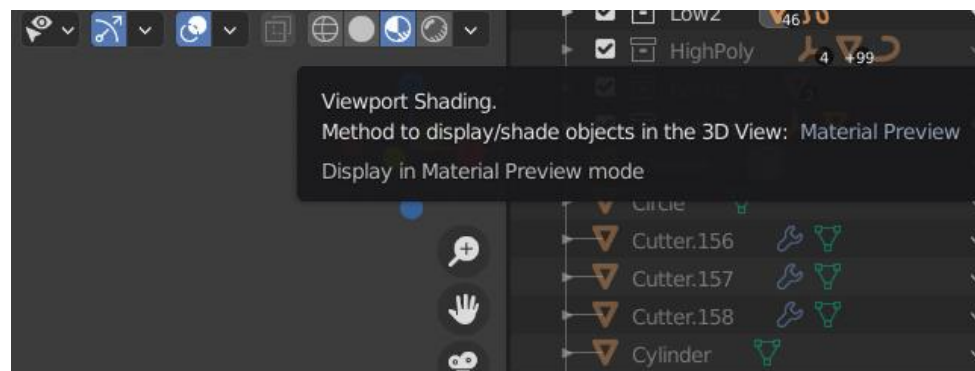 Low2
46
HighPoly
4
+99
Viewport Shading.
Method to display/shade objects in the 3D View: Material Preview
Display in Material Preview mode
Circle
Cutter.156
Cutter.157
Cutter.158
Cylinder